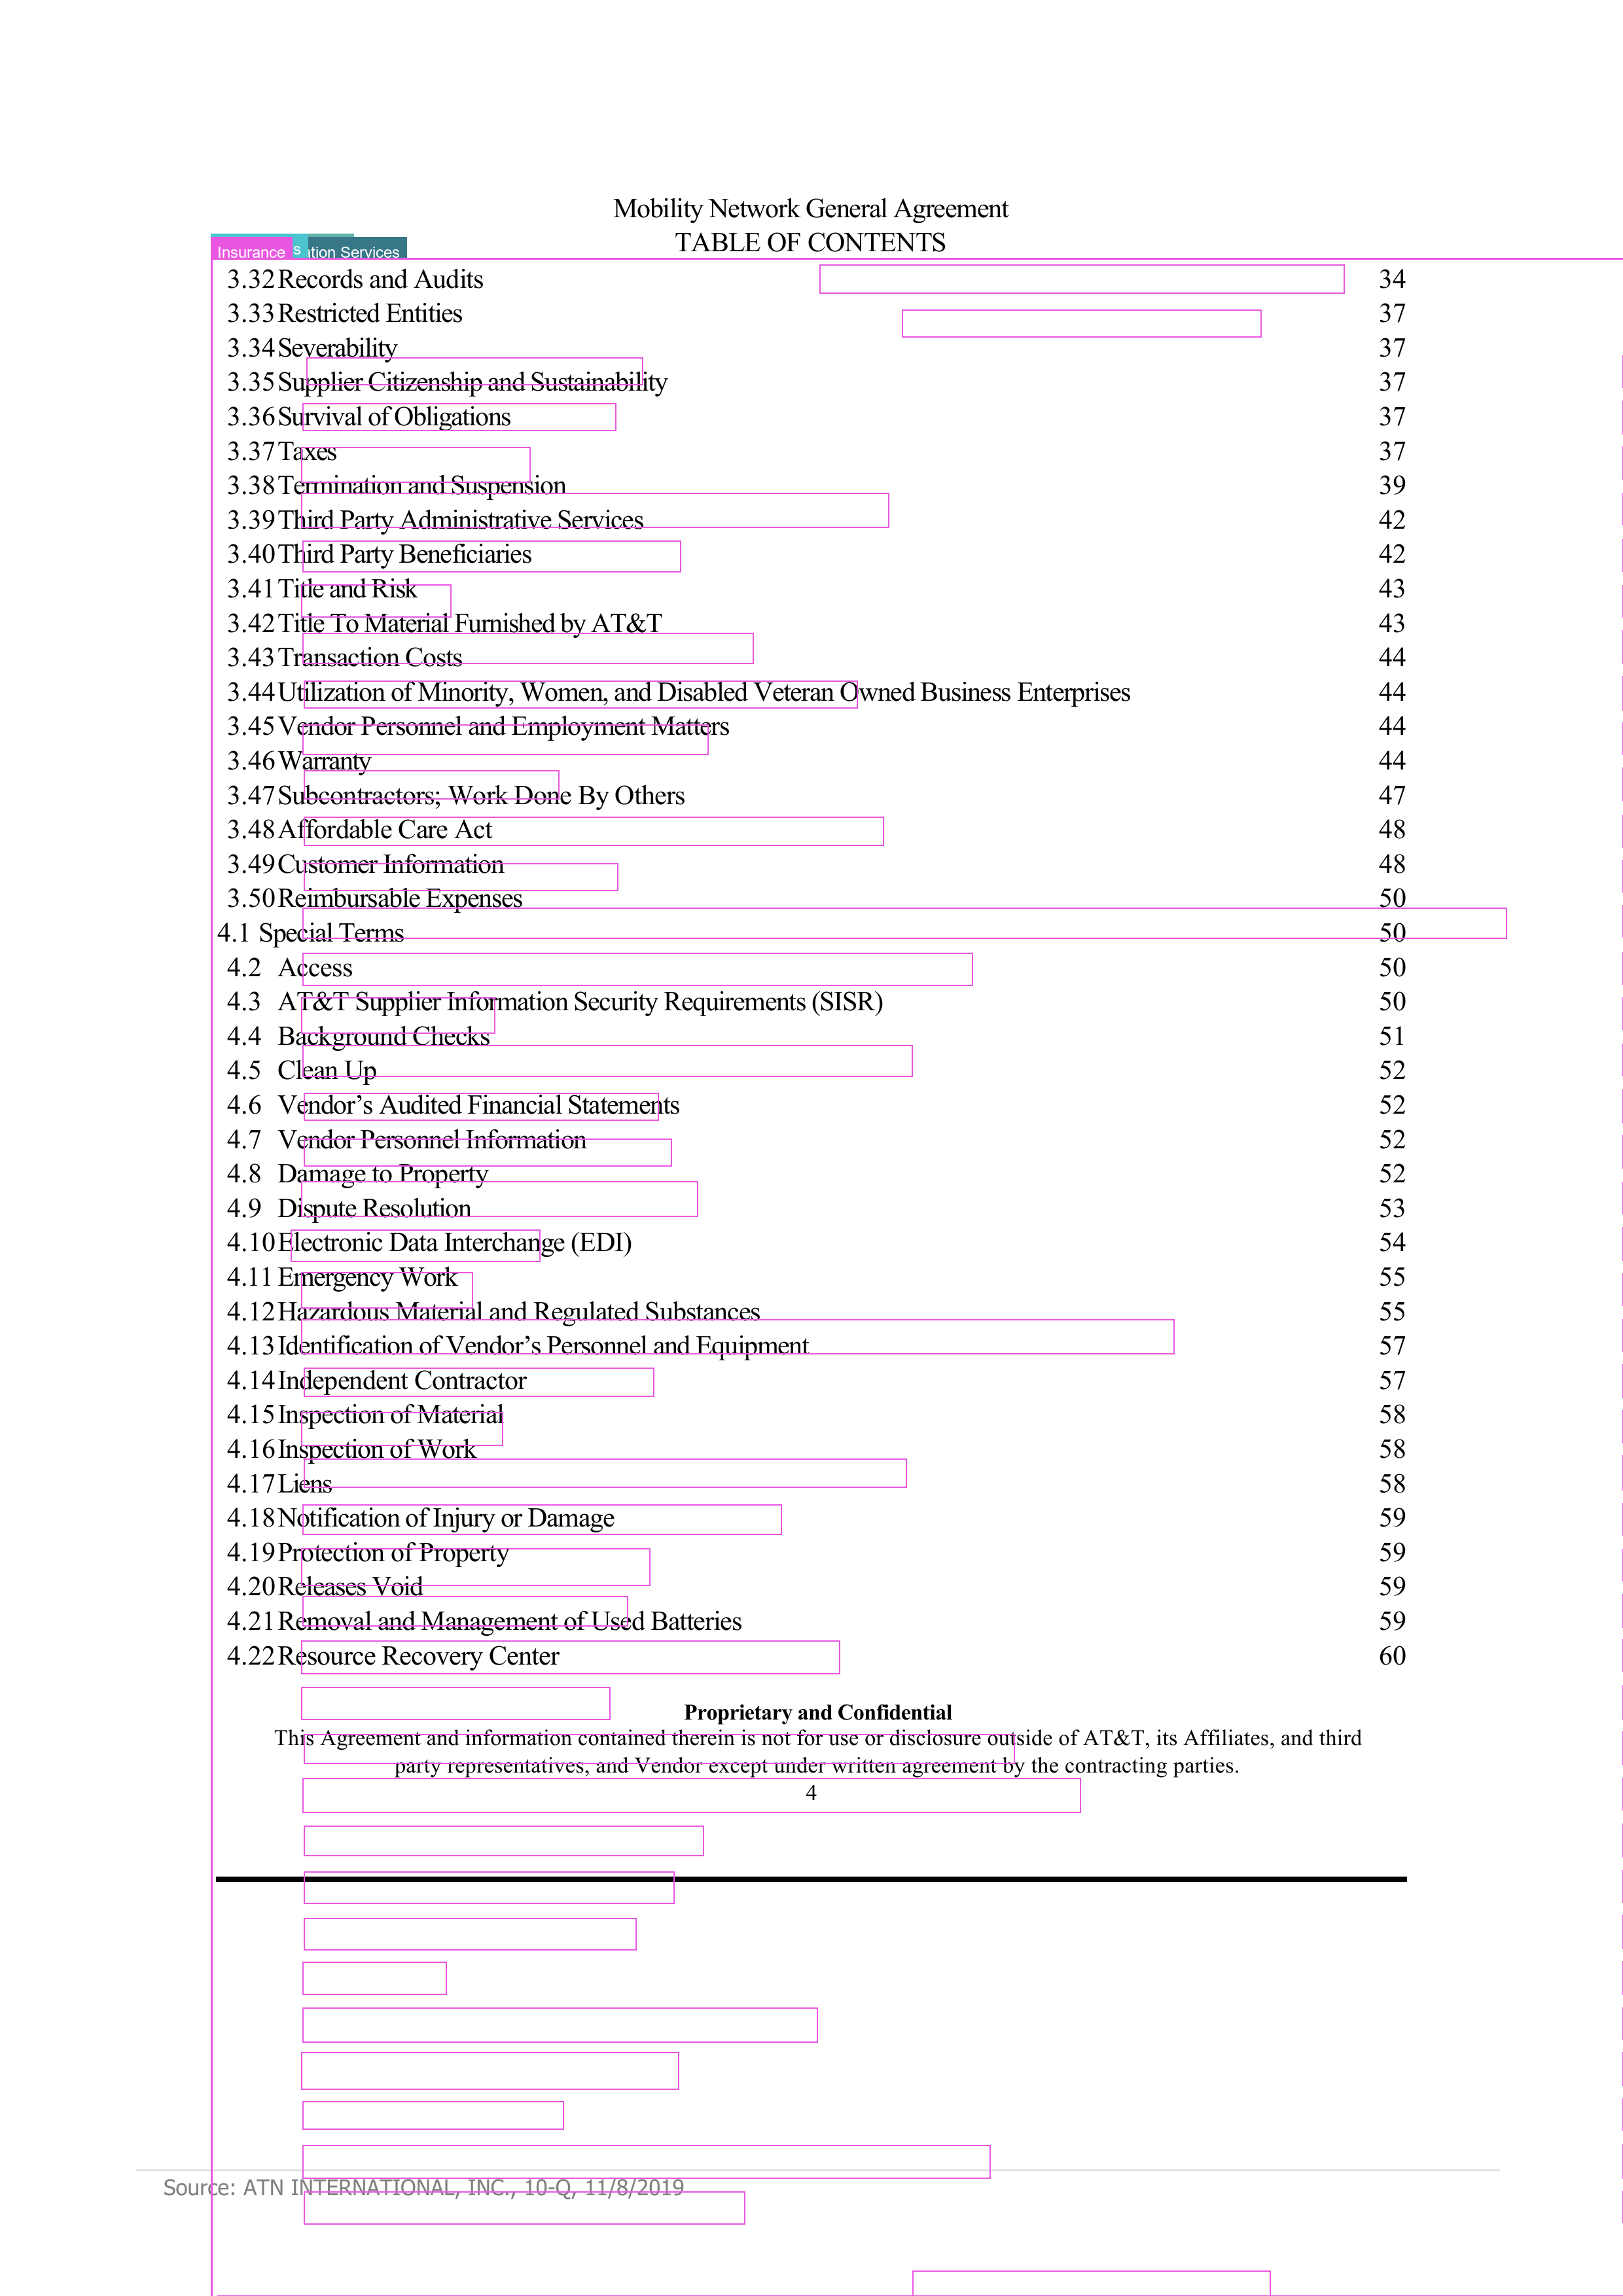 Mobility Network General Agreement
TABLE OF CONTENTS
Insurance s ation Services
3.32 Records and Audits 34
3.33 Restricted Entities 37
3.34 Severability 37
3.35 Supplier Citizenship and Sustainability 37
3.36 Survival of Obligations 37
3.37 Taxes 37
3.38 Termination and Suspension 39
3.39 Third Party Administrative Services 42
3.40 Third Party Beneficiaries 42
3.41 Title and Risk 43
3.42 Title To Material Furnished by AT&T 43
3.43 Transaction Costs 44
3.44 Utilization of Minority, Women, and Disabled Veteran Owned Business Enterprises 44
3.45 Vendor Personnel and Employment Matters 44
3.46 Warranty 44
3.47 Subcontractors; Work Done By Others 47
3.48 Affordable Care Act 48
3.49 Customer Information 48
3.50 Reimbursable Expenses 50
4.1 Special Terms 50
4.2 Access 50
4.3 AT&T Supplier Information Security Requirements (SISR) 50
4.4 Background Checks 51
4.5 Clean Up 52
4.6 Vendor’s Audited Financial Statements 52
4.7 Vendor Personnel Information 52
4.8 Damage to Property 52
4.9 Dispute Resolution 53
4.10 Electronic Data Interchange (EDI) 54
4.11 Emergency Work 55
4.12 Hazardous Material and Regulated Substances 55
4.13 Identification of Vendor’s Personnel and Equipment 57
4.14 Independent Contractor 57
4.15 Inspection of Material 58
4.16 Inspection of Work 58
4.17 Liens 58
4.18 Notification of Injury or Damage 59
4.19 Protection of Property 59
4.20 Releases Void 59
4.21 Removal and Management of Used Batteries 59
4.22 Resource Recovery Center 60
Proprietary and Confidential
This Agreement and information contained therein is not for use or disclosure outside of AT&T, its Affiliates, and third
party representatives, and Vendor except under written agreement by the contracting parties.
4
Source: ATN INTERNATIONAL, INC., 10-Q, 11/8/2019